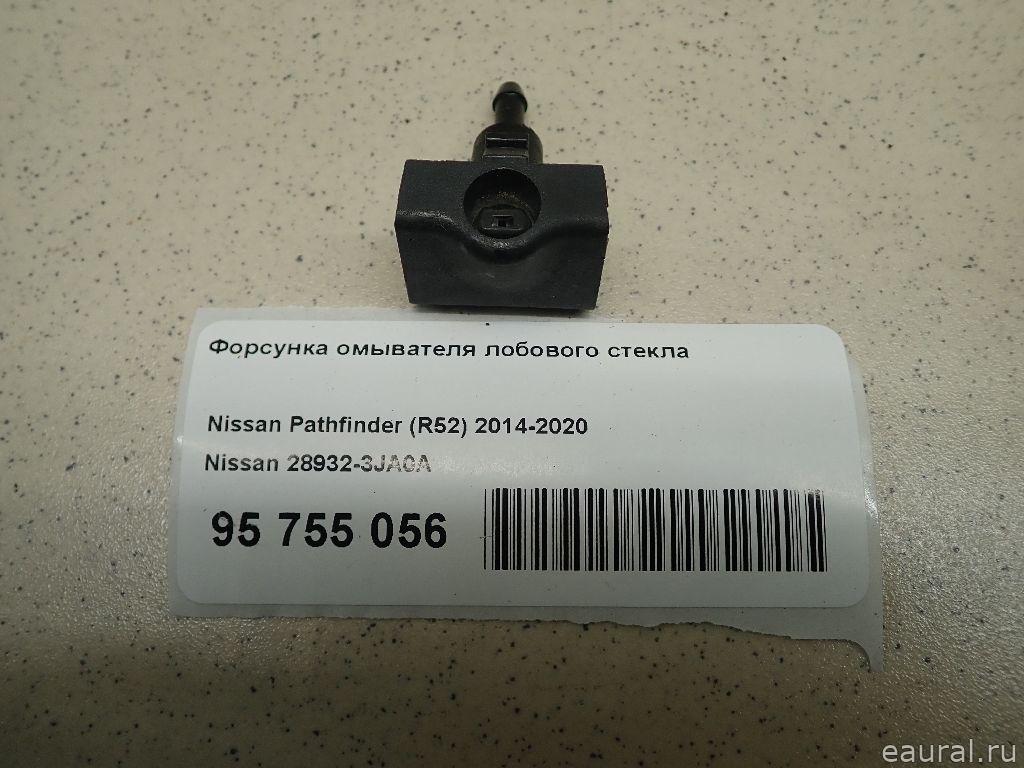 Форсунка омывателя лобового стекла
Nissan Pathfinder (R52) 2014-2020
Nissan 28932-3JA0A
95 755 056
eaural.ru